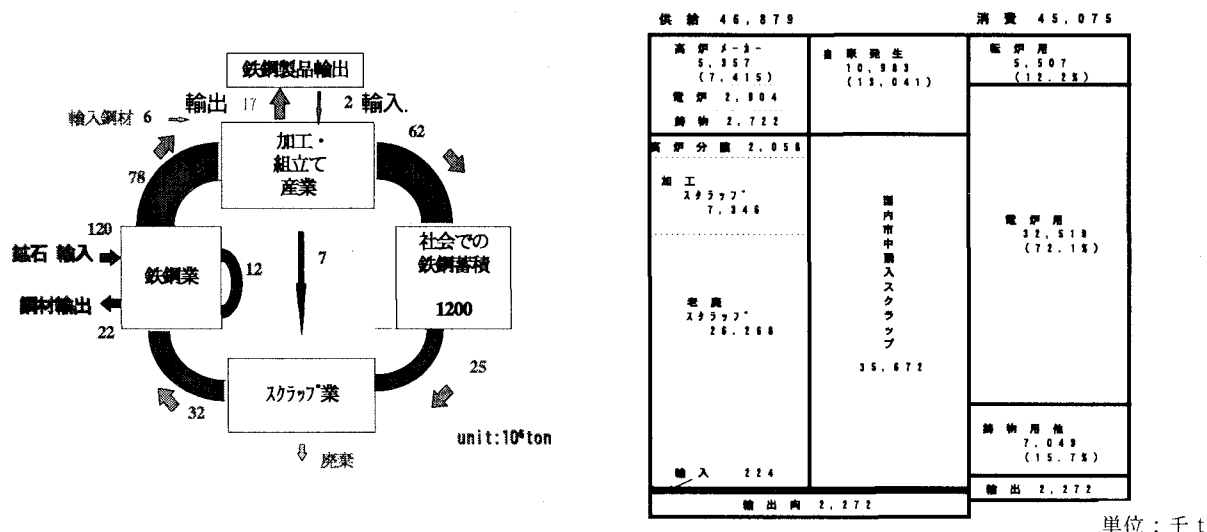 鉄鋼製品輸出
輸出 17
2 輸入.
輸入鋼材 6
62
加工・
組立て
産業
78
120
鉱石 輸入
鉄鋼業
12
7
社会での
鉄鋼蓄積
1200
鋼材輸出
22
25
スクラップ業
32
unit:10⁶ton
廃棄
供給 46,879
消費 45,075
高炉メーカー
5,357
(7,415)
電炉 2,904
鋳物 2,722
自家発生
10,983
(13,041)
転炉用
5,507
(12.2%)
高炉分譲 2,058
加工
スクラップ
7,346
国内市中購入スクラップ
35,672
電炉用
32,519
(72.1%)
老廃
スクラップ
26,268
鋳物用他
7,049
(15.7%)
輸入 224
輸出 2,272
輸出向 2,272
単位：千t